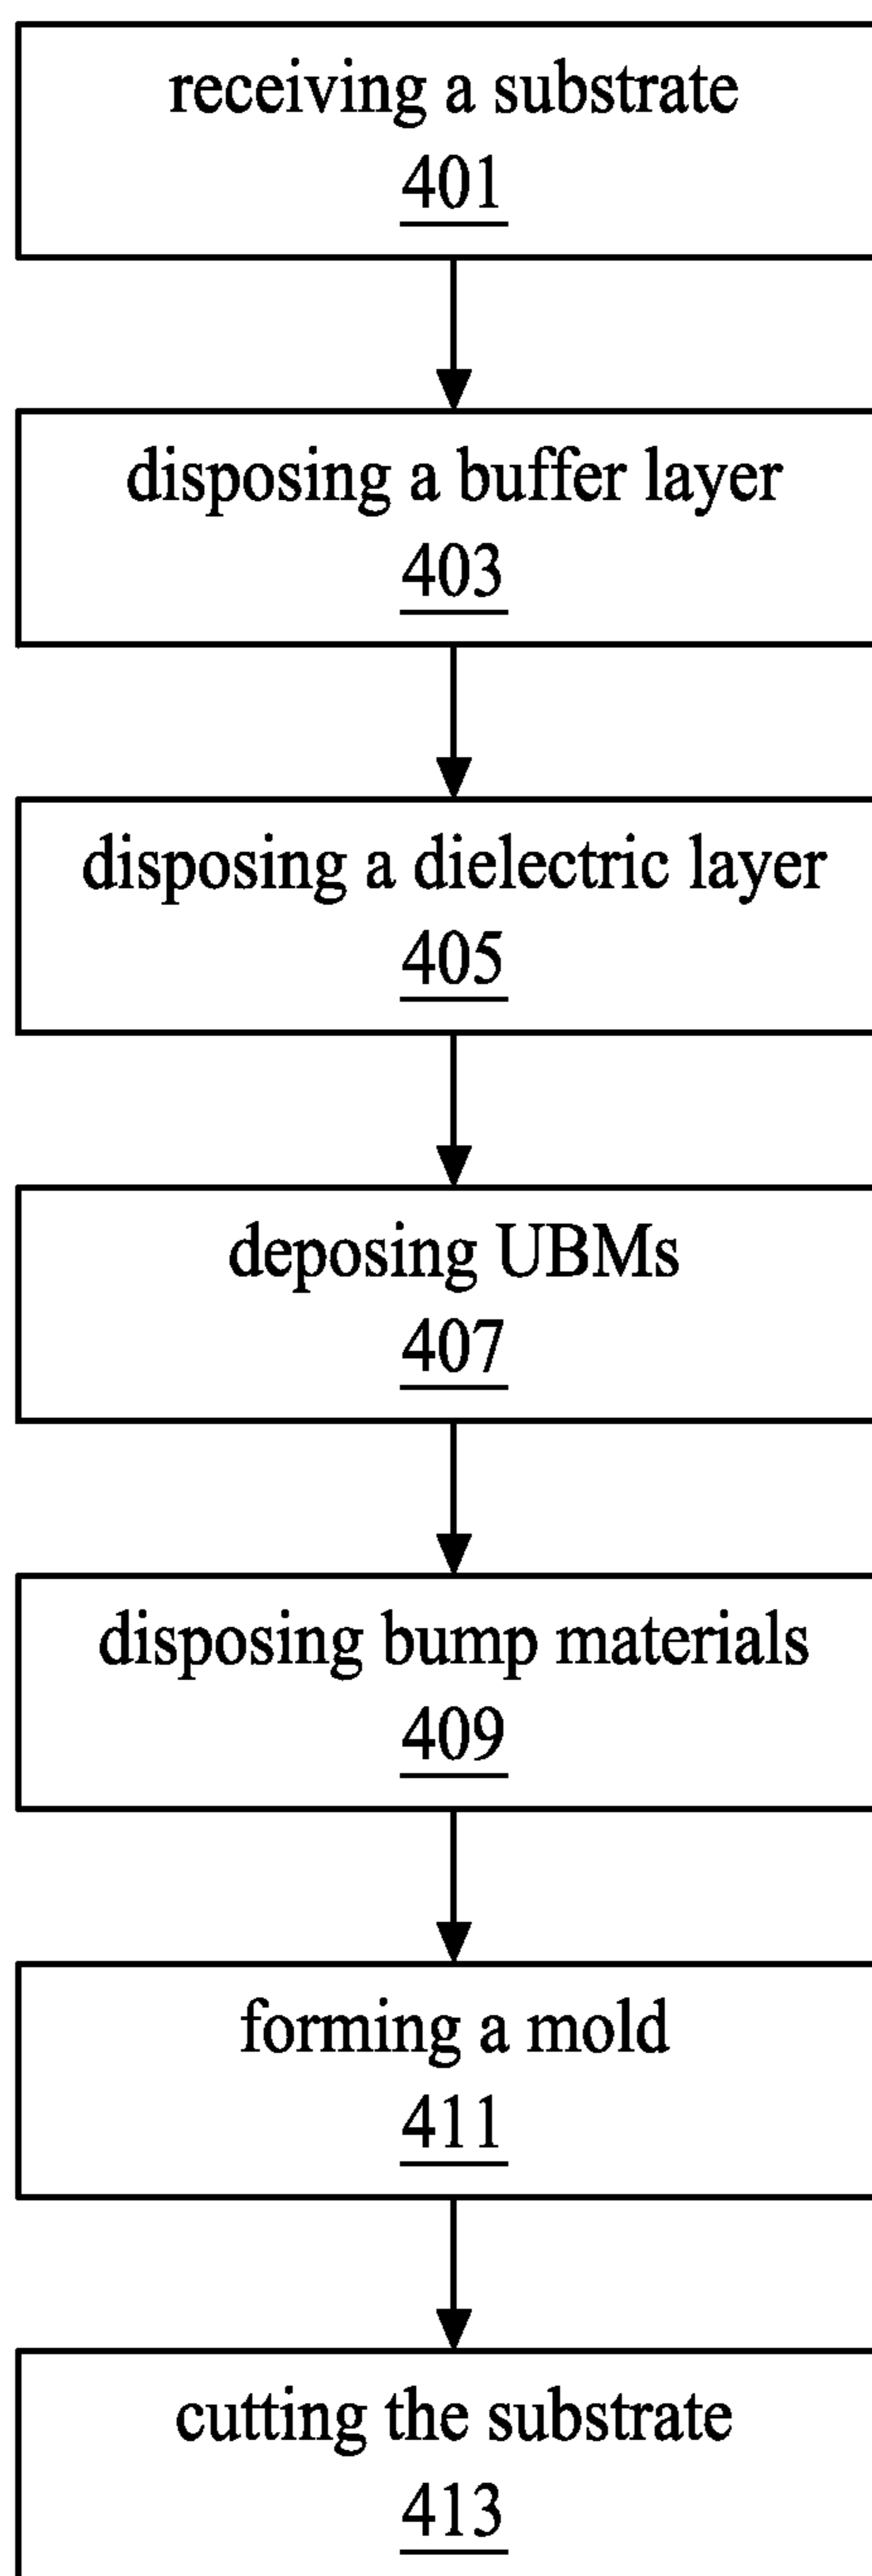 receiving a substrate
401
disposing a buffer layer
403
disposing a dielectric layer
405
deposing UBMs
407
disposing bump materials
409
forming a mold
411
cutting the substrate
413